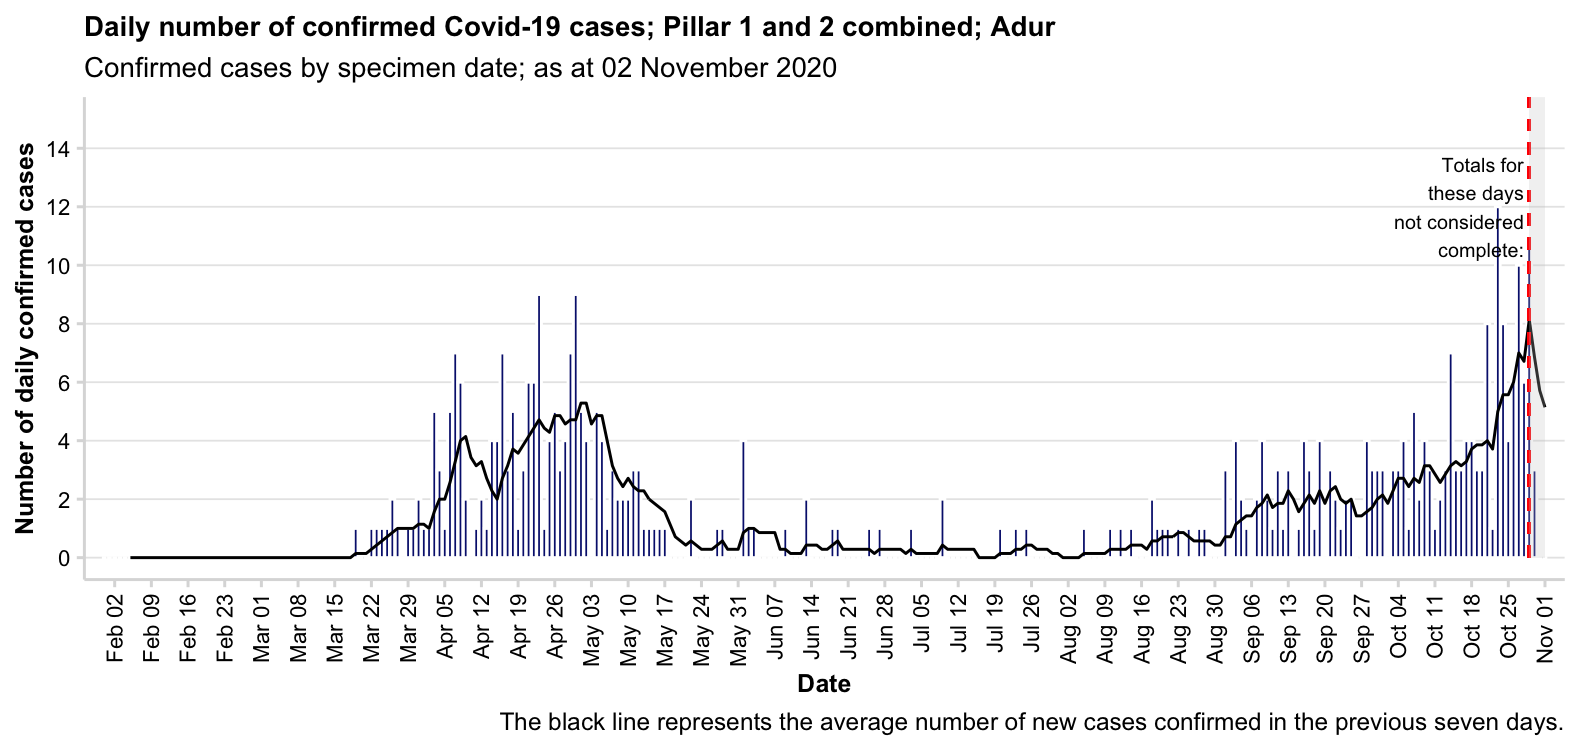 Daily number of confirmed Covid-19 cases; Pillar 1 and 2 combined; Adur
Confirmed cases by specimen date; as at 02 November 2020
Number of daily confirmed cases
14
12
10
8
6
4
2
0
Totals for
these days
not considered
complete:
Feb 02
Feb 09
Feb 16
Feb 23
Mar 01
Mar 08
Mar 15
Mar 22
Mar 29
Apr 05
Apr 12
Apr 19
Apr 26
May 03
May 10
May 17
May 24
May 31
Jun 07
Jun 14
Jun 21
Jun 28
Jul 05
Jul 12
Jul 19
Jul 26
Aug 02
Aug 09
Aug 16
Aug 23
Aug 30
Sep 06
Sep 13
Sep 20
Sep 27
Oct 04
Oct 11
Oct 18
Oct 25
Nov 01
Date
The black line represents the average number of new cases confirmed in the previous seven days.